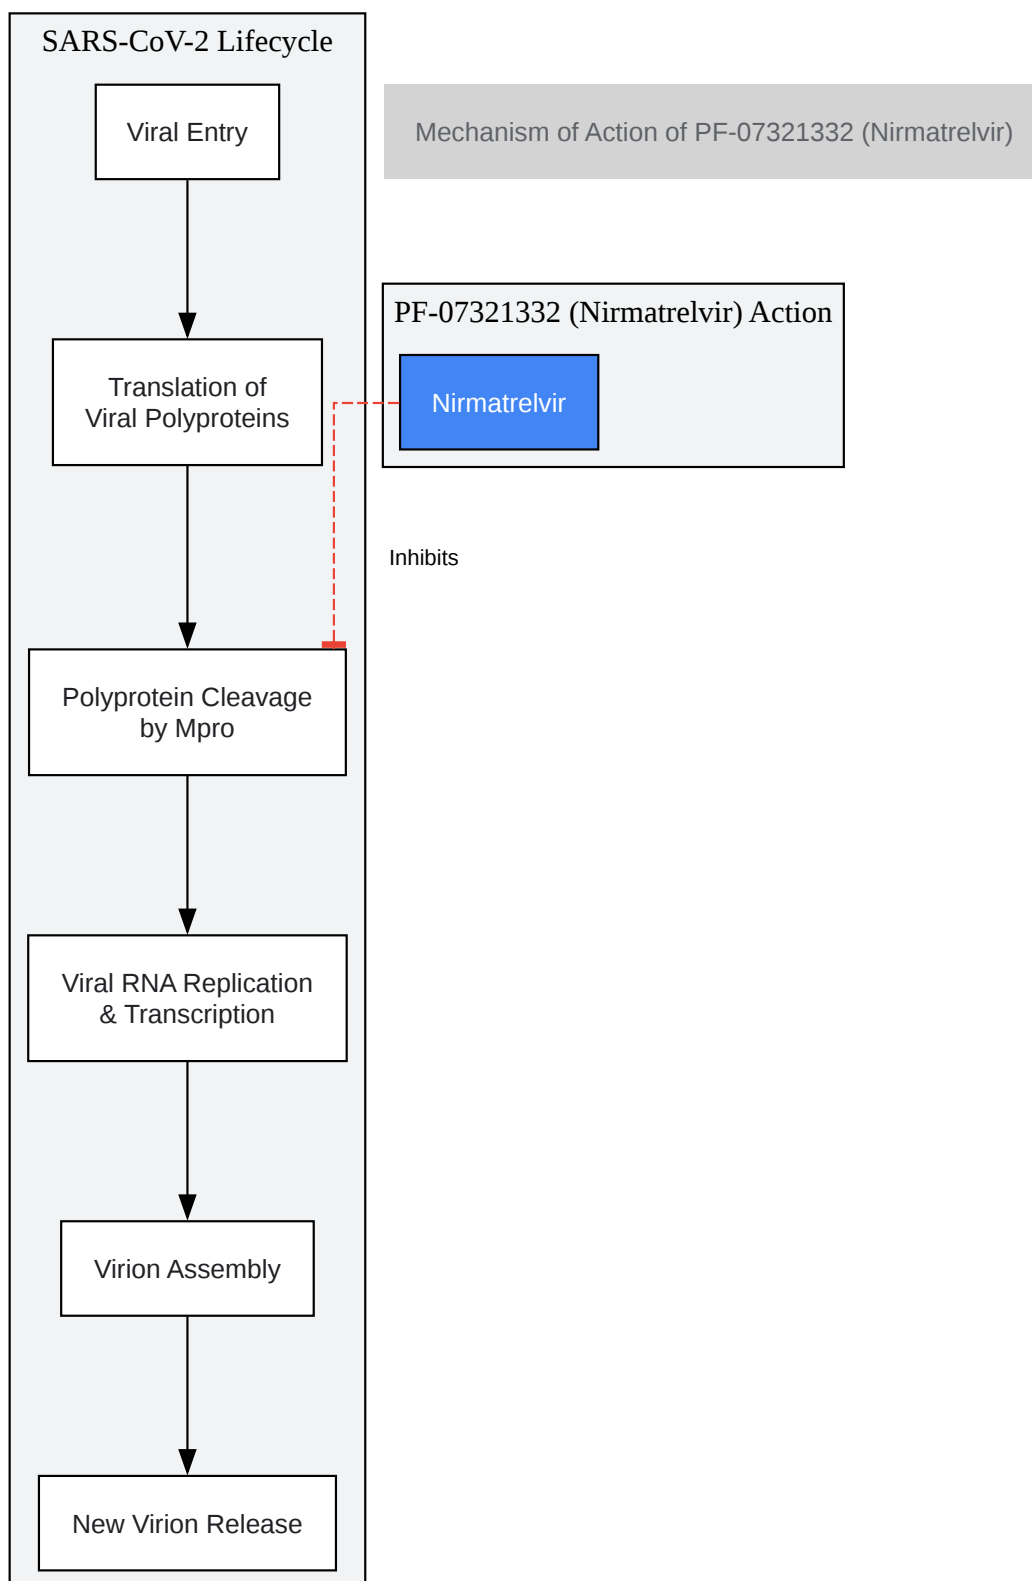 SARS-CoV-2 Lifecycle
Viral Entry
Mechanism of Action of PF-07321332 (Nirmatrelvir)
PF-07321332 (Nirmatrelvir) Action
Nirmatrelvir
Translation of
Viral Polyproteins
Inhibits
Polyprotein Cleavage
by Mpro
Viral RNA Replication
& Transcription
Virion Assembly
New Virion Release